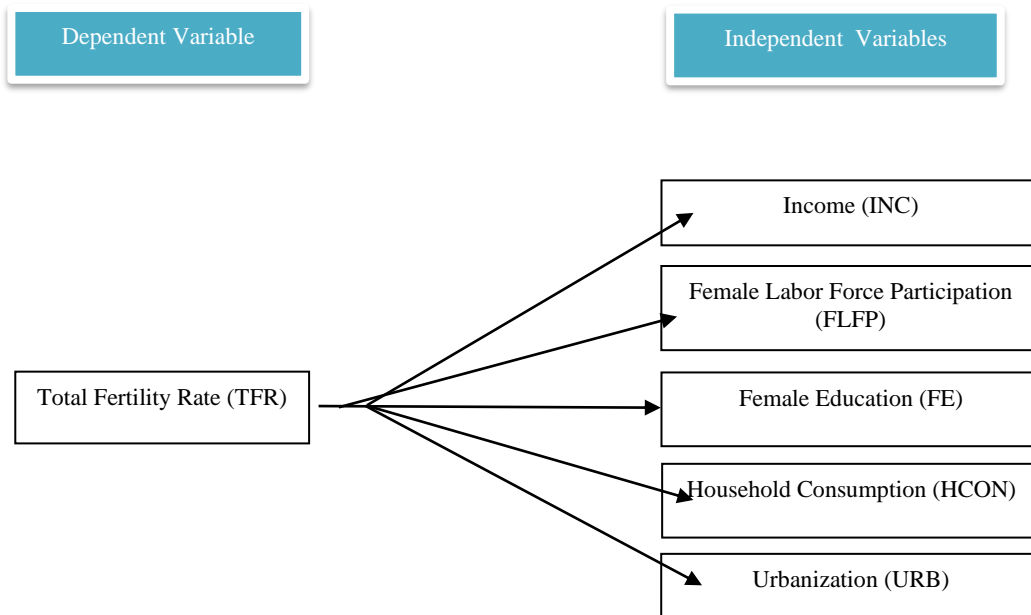 Dependent Variable
Independent Variables
Income (INC)
Female Labor Force Participation
(FLFP)
Total Fertility Rate (TFR)
Female Education (FE)
Household Consumption (HCON)
Urbanization (URB)